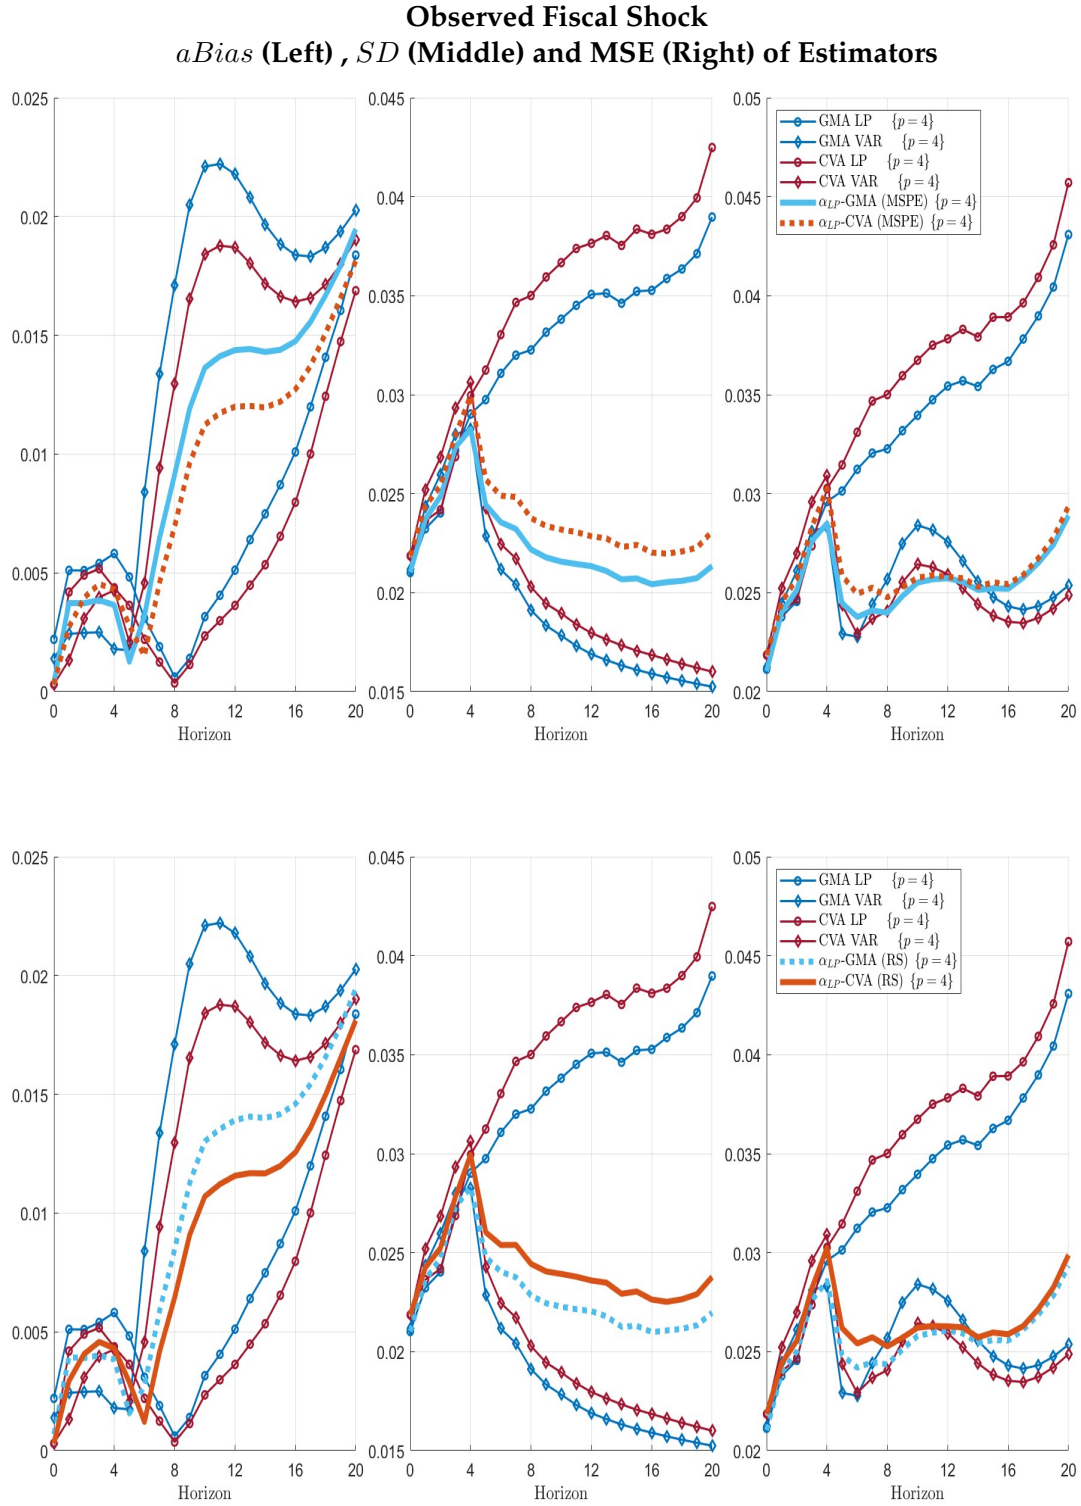 Observed Fiscal Shock
aBias (Left) , SD (Middle) and MSE (Right) of Estimators
0.025
0.02
0.015
0.01
0.005
0
0 4 8 12 16 20
Horizon
0.045
0.04
0.035
0.03
0.025
0.02
0.015
0 4 8 12 16 20
Horizon
0.05
0.045
0.04
0.035
0.03
0.025
0.02
0 4 8 12 16 20
Horizon
GMA LP {p = 4}
GMA VAR {p = 4}
CVA LP {p = 4}
CVA VAR {p = 4}
α_LP-GMA (MSPE) {p = 4}
α_LP-CVA (MSPE) {p = 4}
0.025
0.02
0.015
0.01
0.005
0
0 4 8 12 16 20
Horizon
0.045
0.04
0.035
0.03
0.025
0.02
0.015
0 4 8 12 16 20
Horizon
0.05
0.045
0.04
0.035
0.03
0.025
0.02
0 4 8 12 16 20
Horizon
GMA LP {p = 4}
GMA VAR {p = 4}
CVA LP {p = 4}
CVA VAR {p = 4}
α_LP-GMA (RS) {p = 4}
α_LP-CVA (RS) {p = 4}